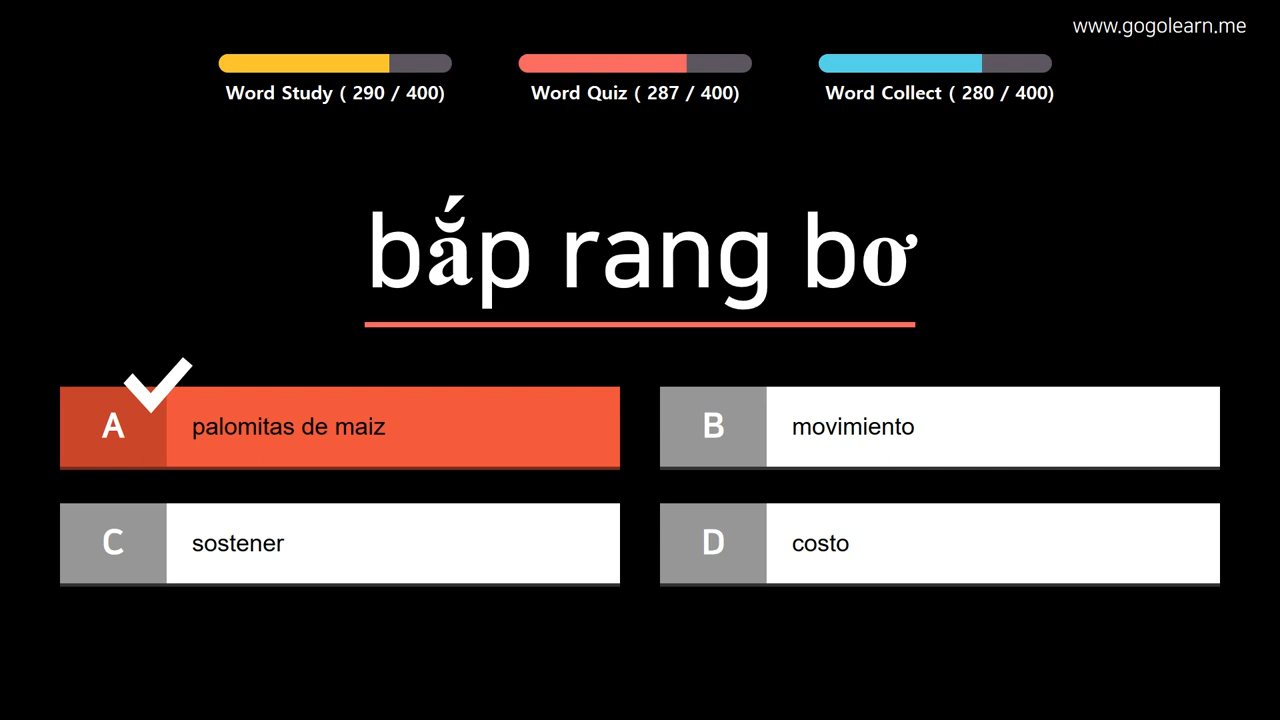 www.gogolearn.me
Word Study ( 290 / 400)
Word Quiz ( 287 / 400)
Word Collect ( 280 / 400)
bắp rang bơ
A palomitas de maiz
B movimiento
C sostener
D costo